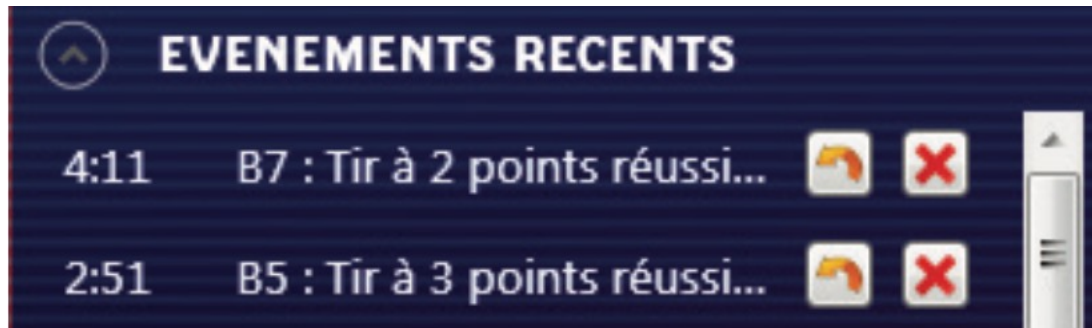 EVENEMENTS RECENTS
4:11 B7 : Tir à 2 points réussi...
2:51 B5 : Tir à 3 points réussi...